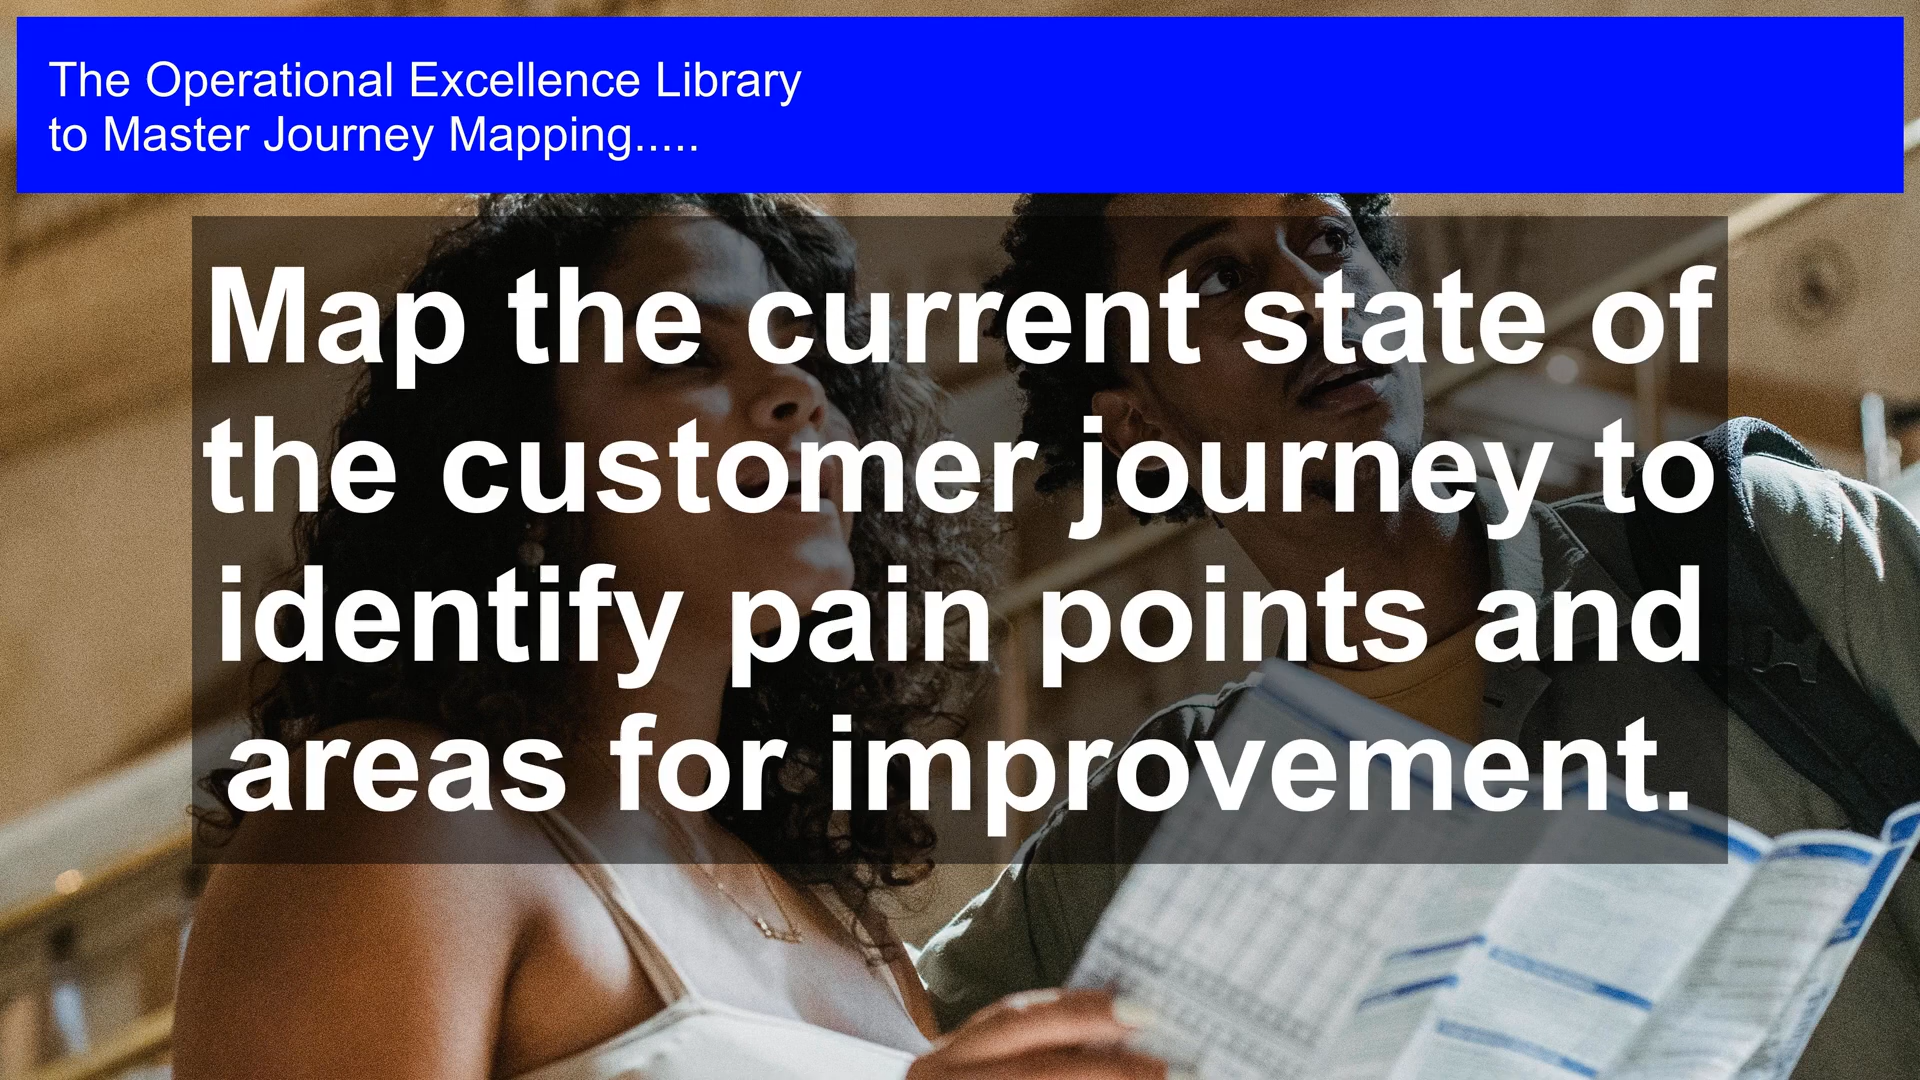 The Operational Excellence Library
to Master Journey Mapping.....
Map the current state of
the customer journey to
identify pain points and
areas for improvement.